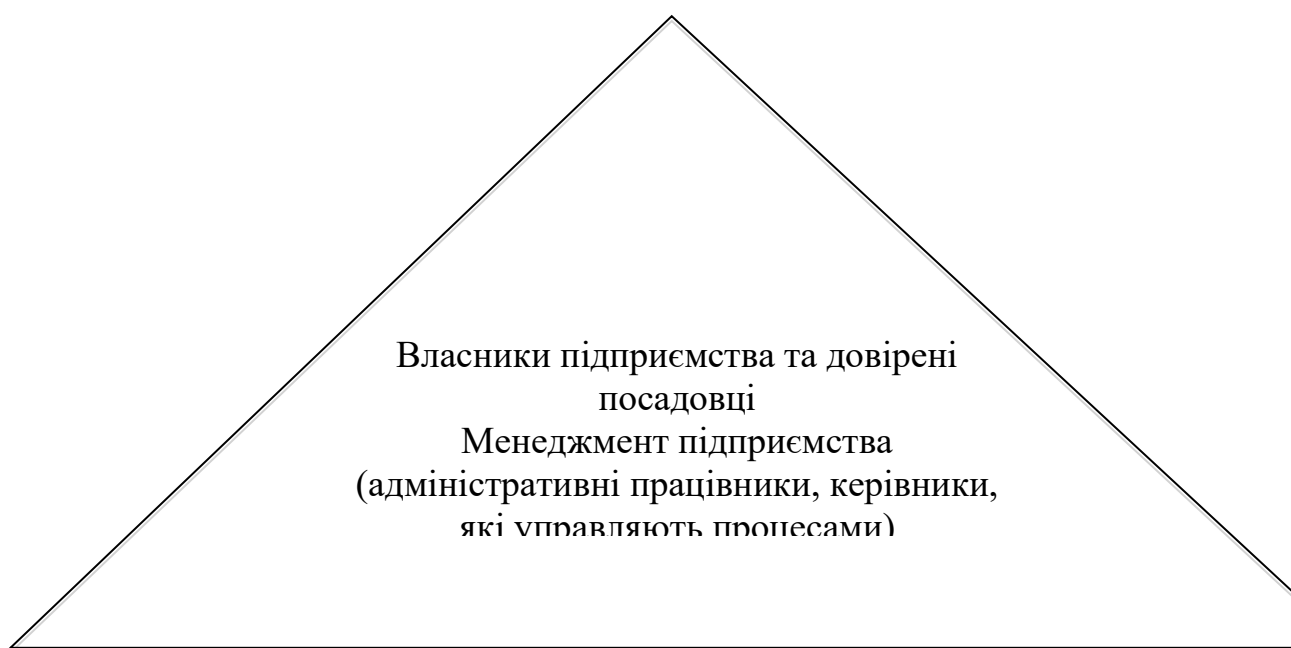 Власники підприємства та довірені
посадовці
Менеджмент підприємства
(адміністративні працівники, керівники,
які управляють процесами)